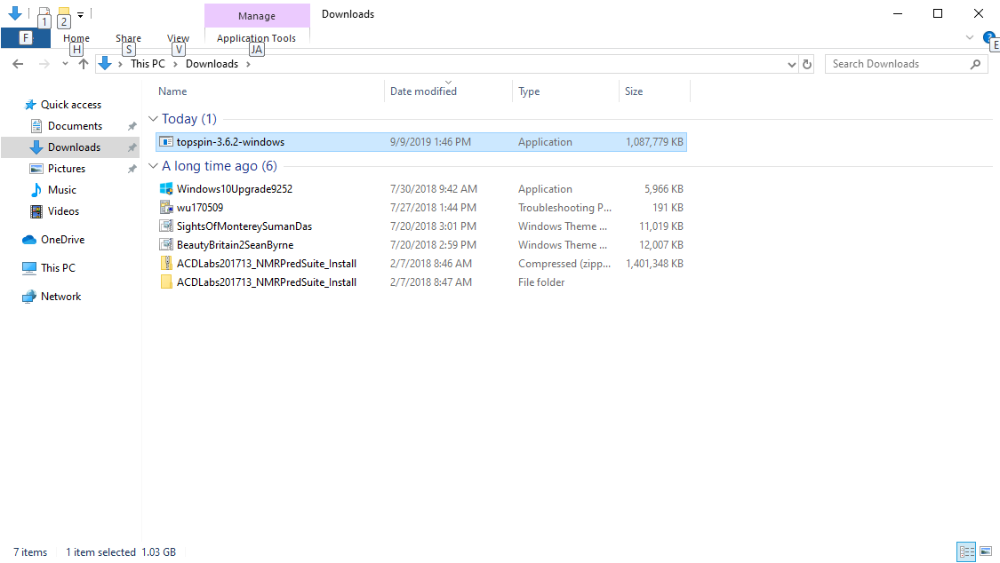 1 2 Manage Downloads
F Home Share View Application Tools ?
H S V JA E
This PC Downloads Search Downloads
Name Date modified Type Size
Quick access
Documents
Downloads
Pictures
Music
Videos
OneDrive
This PC
Network
Today (1)
topspin-3.6.2-windows 9/9/2019 1:46 PM Application 1,087,779 KB
A long time ago (6)
Windows10Upgrade9252 7/30/2018 9:42 AM Application 5,966 KB
wu170509 7/27/2018 1:44 PM Troubleshooting P... 191 KB
SightsOfMontereySumanDas 7/20/2018 3:01 PM Windows Theme ... 11,019 KB
BeautyBritain2SeanByrne 7/20/2018 2:59 PM Windows Theme ... 12,007 KB
ACDLabs201713_NMRPredSuite_Install 2/7/2018 8:46 AM Compressed (zipp... 1,401,348 KB
ACDLabs201713_NMRPredSuite_Install 2/7/2018 8:47 AM File folder
7 items 1 item selected 1.03 GB